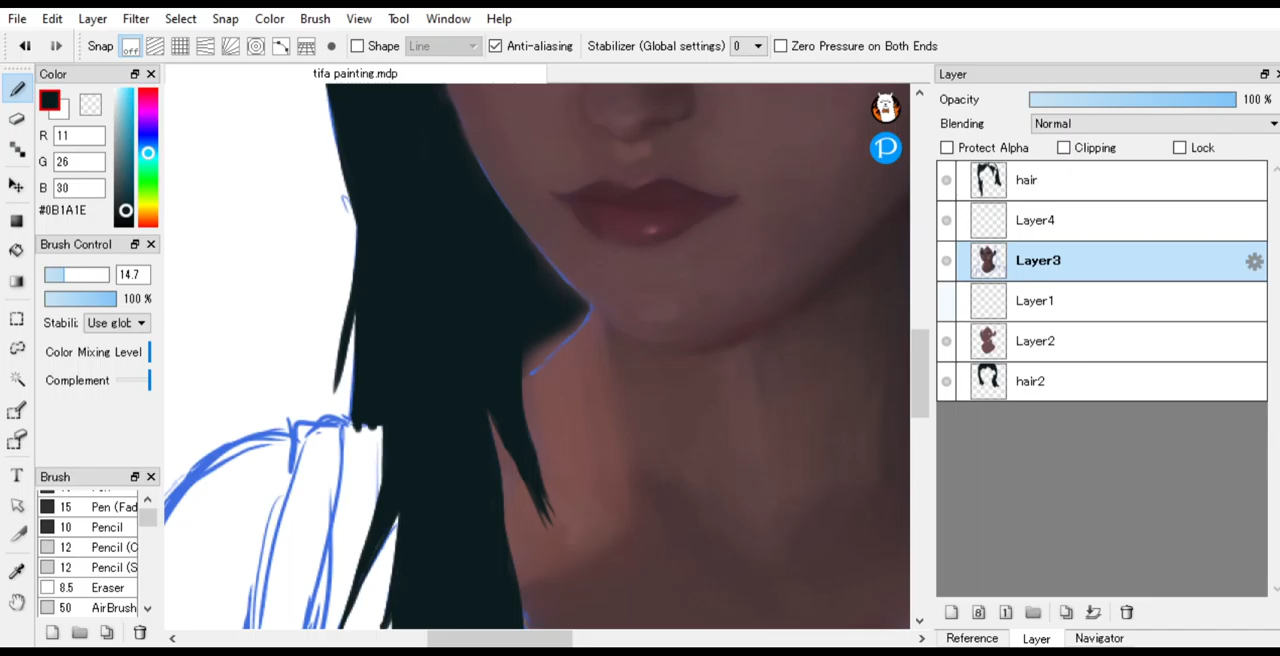 File Edit Layer Filter Select Snap Color Brush View Tool Window Help
Snap off Shape Line Anti-aliasing Stabilizer (Global settings) 0 Zero Pressure on Both Ends
Color
tifa painting.mdp
Layer
R 11
G 26
B 30
#0B1A1E
Brush Control
14.7
100 %
Stabili: Use glot
Color Mixing Level
Complement
Brush
15 Pen (Fad
10 Pencil
12 Pencil (C
12 Pencil (S
8.5 Eraser
50 AirBrush
T
P
Opacity 100 %
Blending Normal
Protect Alpha Clipping Lock
hair
Layer4
Layer3
Layer1
Layer2
hair2
8 1
Reference Layer Navigator